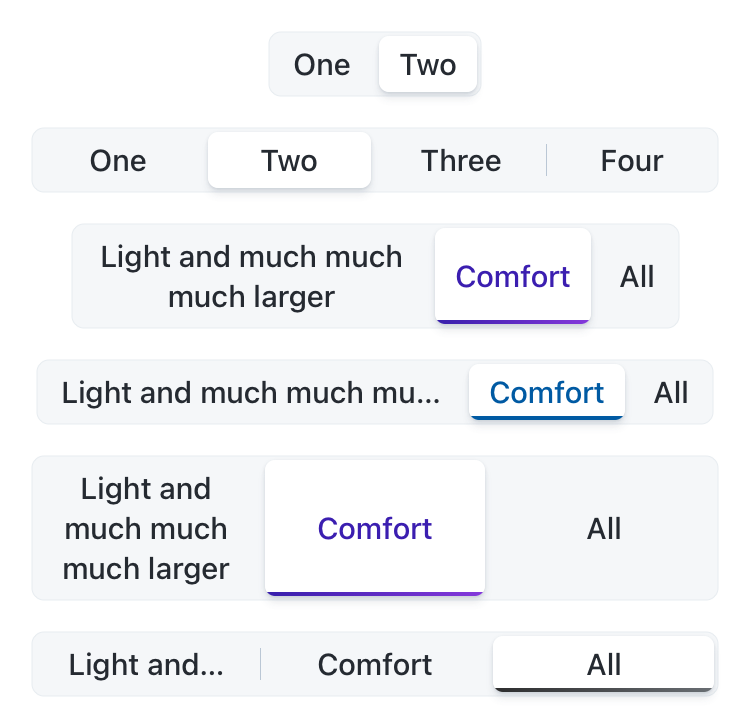 One Two
One Two Three Four
Light and much much
much larger
Comfort
All
Light and much much mu... Comfort All
Light and
much much
much larger
Comfort
All
Light and... Comfort All